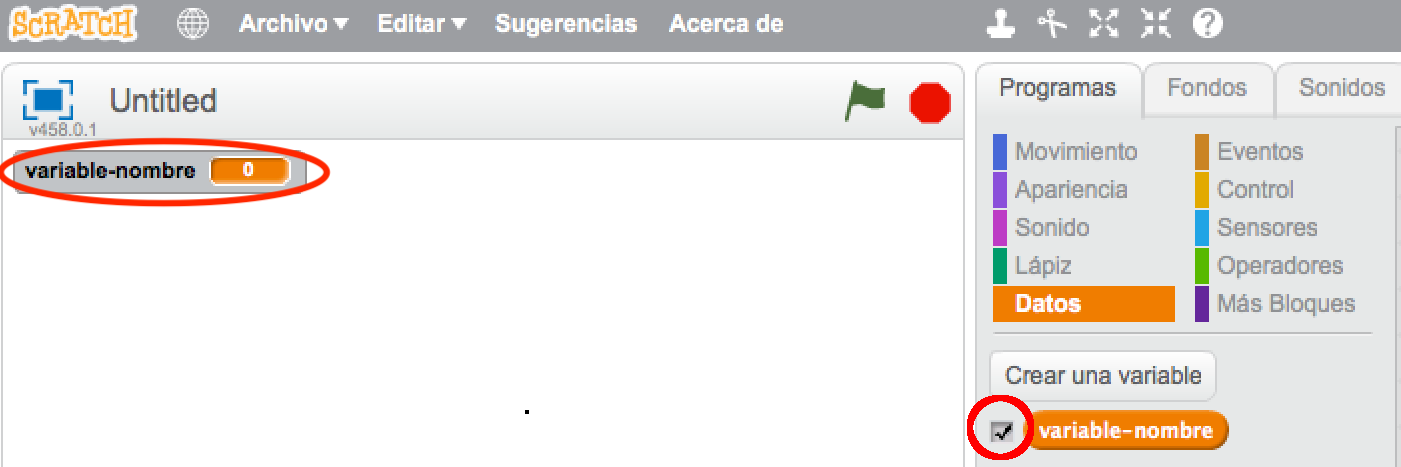 SCRATCH Archivo Editar Sugerencias Acerca de
Untitled
v458.0.1
variable-nombre 0
Programas Fondos Sonidos
Movimiento Eventos
Apariencia Control
Sonido Sensores
Lápiz Operadores
Datos Más Bloques
Crear una variable
variable-nombre